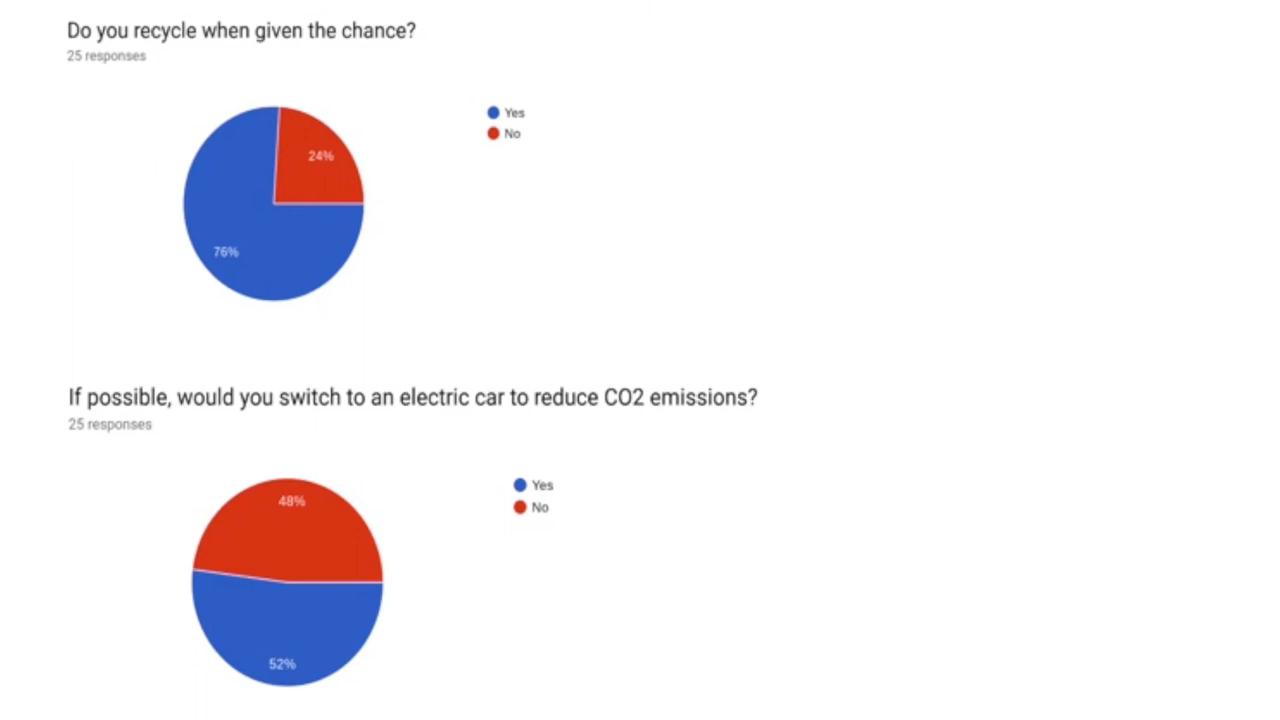 Do you recycle when given the chance?
25 responses
Yes
No
24%
76%
If possible, would you switch to an electric car to reduce CO2 emissions?
25 responses
Yes
48%
No
52%